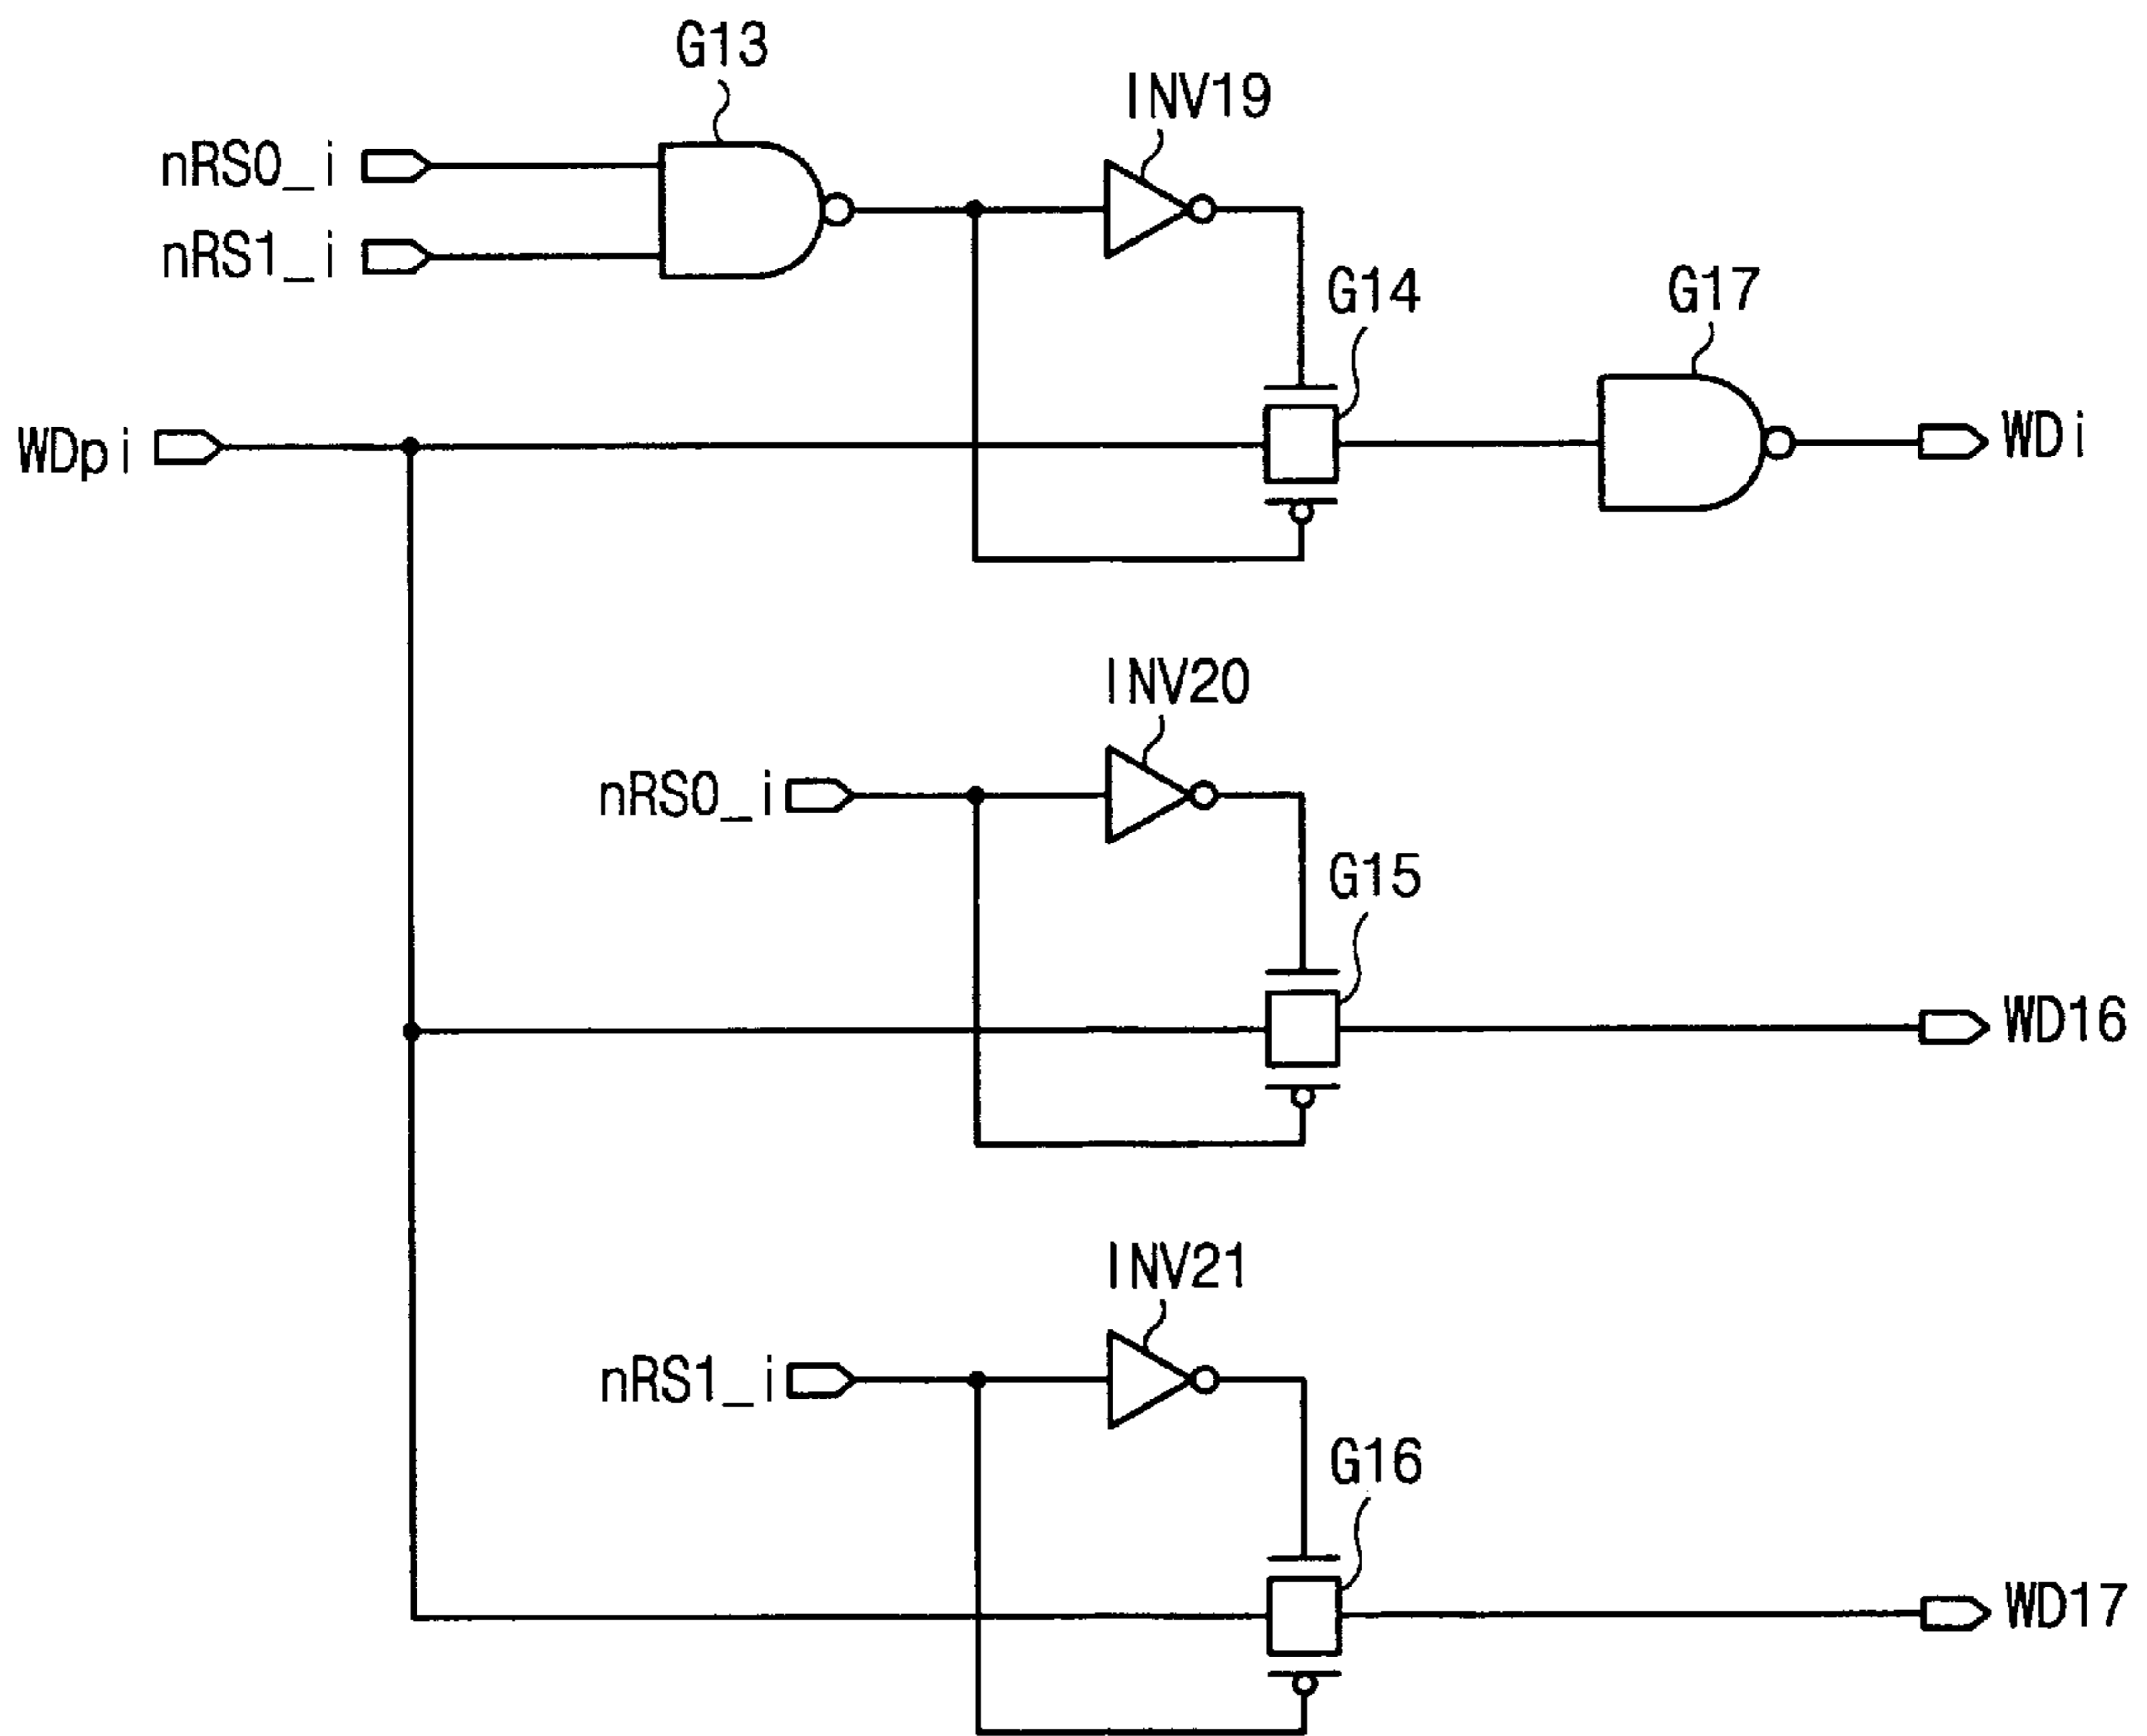 G13
INV19
nRS0_i
nRS1_i
G14
G17
WDpi
WDi
INV20
nRS0_i
G15
WD16
INV21
nRS1_i
G16
WD17